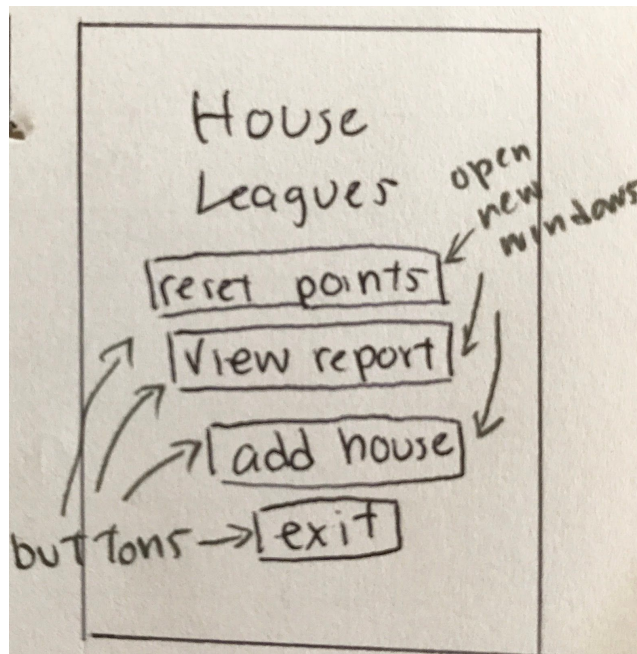 House
Leagues
open
new
windows
reset points
view report
add house
buttons
exit